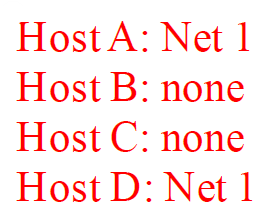 Host A: Net 1
Host B: none
Host C: none
Host D: Net 1